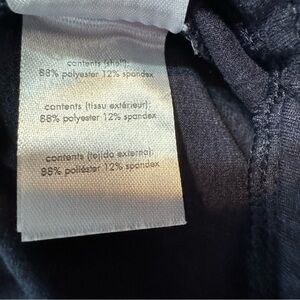 contents (shell):
88% polyester 12% spandex
contents (tissu extérieur):
88% polyester 12% spandex
contents (tejido externo):
88% poliéster 12% spandex